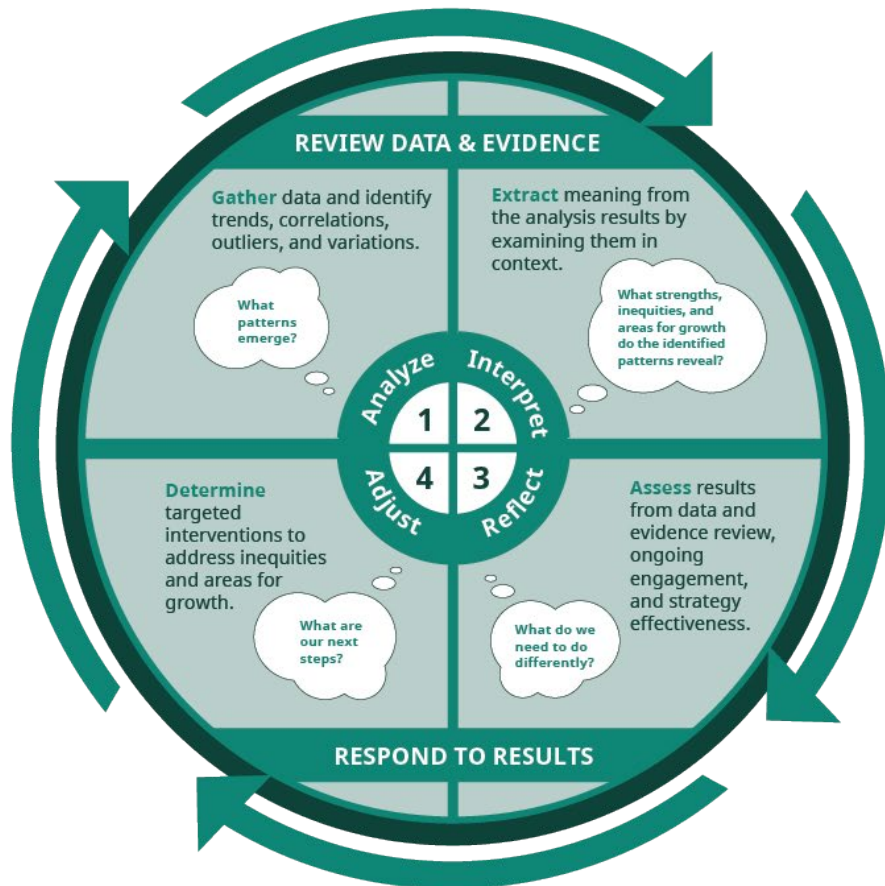 REVIEW DATA & EVIDENCE
Gather data and identify
trends, correlations,
outliers, and variations.
What
patterns
emerge?
Extract meaning from
the analysis results by
examining them in
context.
What strengths,
inequities, and
areas for growth
do the identified
patterns reveal?
Analyze
Interpret
1
2
4
3
Adjust
Reflect
Determine
targeted
interventions to
address inequities
and areas for
growth.
What are
our next
steps?
Assess results
from data and
evidence review,
ongoing
engagement,
and strategy
effectiveness.
What do we
need to do
differently?
RESPOND TO RESULTS